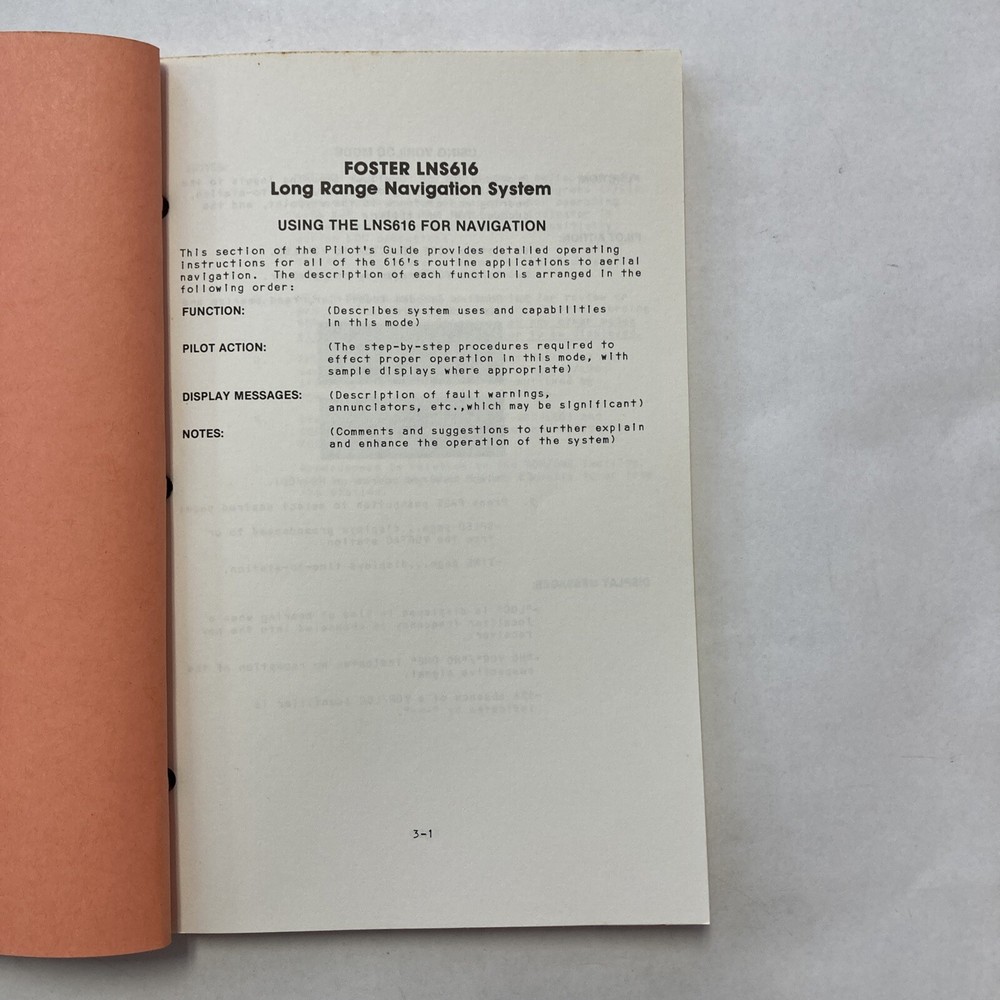 FOSTER LNS616
Long Range Navigation System
USING THE LNS616 FOR NAVIGATION
This section of the Pilot's Guide provides detailed operating
instructions for all of the 616's routine applications to aerial
navigation. The description of each function is arranged in the
following order:
FUNCTION: (Describes system uses and capabilities
in this mode)
PILOT ACTION: (The step-by-step procedures required to
effect proper operation in this mode, with
sample displays where appropriate)
DISPLAY MESSAGES: (Description of fault warnings,
annunciators, etc.,which may be significant)
NOTES: (Comments and suggestions to further explain
and enhance the operation of the system)
3-1